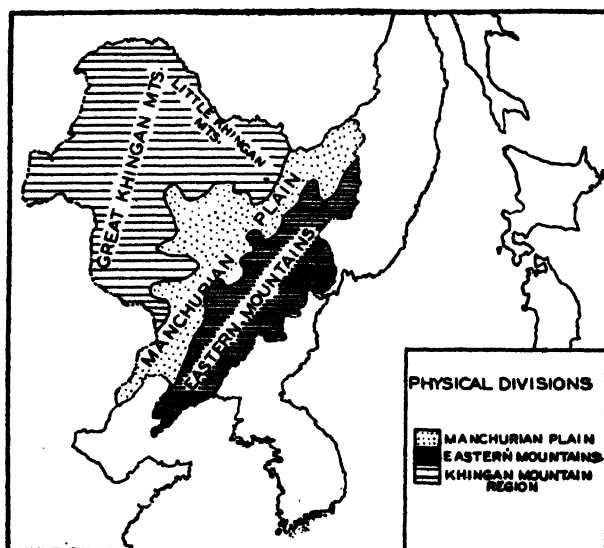 GREAT KHINGAN MTS.
LITTLE KHINGAN
MTS.
MANCHURIAN PLAIN
EASTERN MOUNTAINS
PHYSICAL DIVISIONS
MANCHURIAN PLAIN
EASTERN MOUNTAINS
KHINGAN MOUNTAIN
REGION